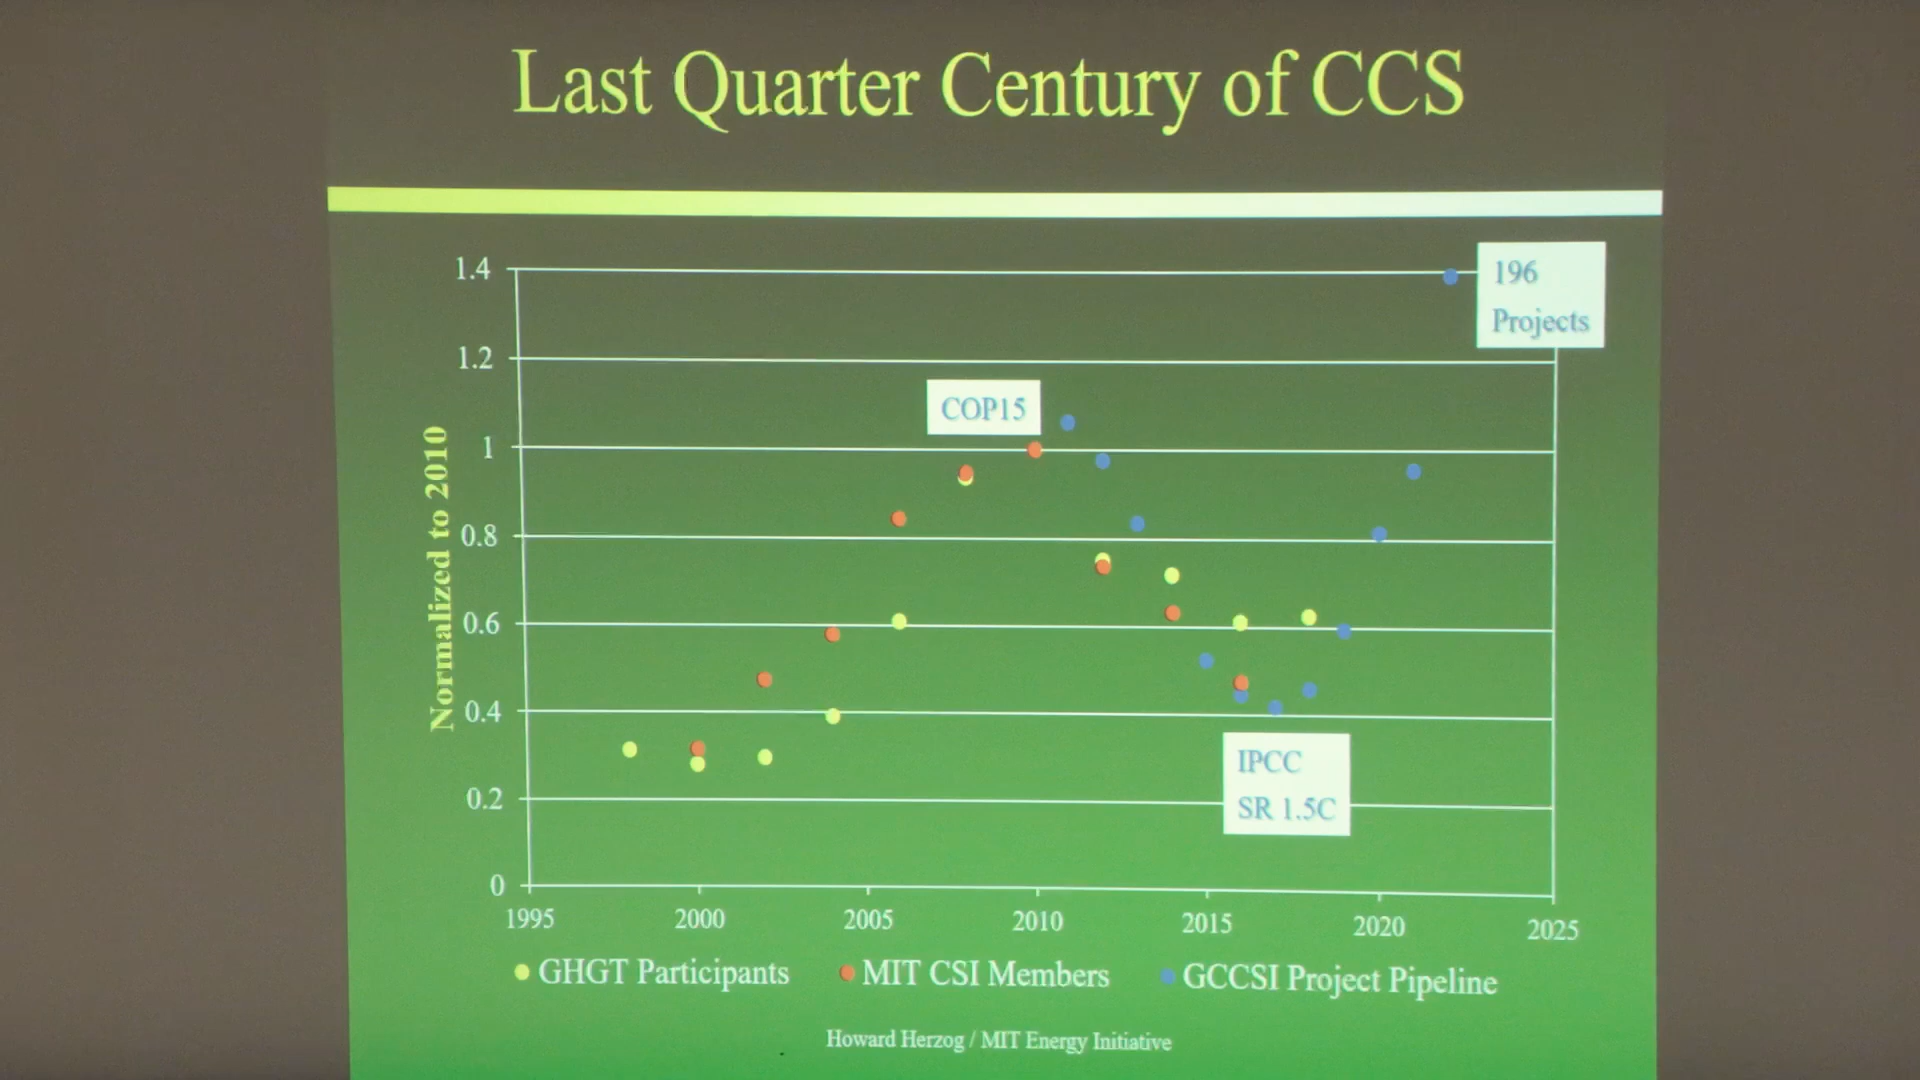 Last Quarter Century of CCS
1.4
1.2
1
0.8
0.6
0.4
0.2
0
Normalized to 2010
196
Projects
COP15
IPCC
SR 1.5C
1995
2000
2005
2010
2015
2020
2025
GHGT Participants
MIT CSI Members
GCCSI Project Pipeline
Howard Herzog / MIT Energy Initiative